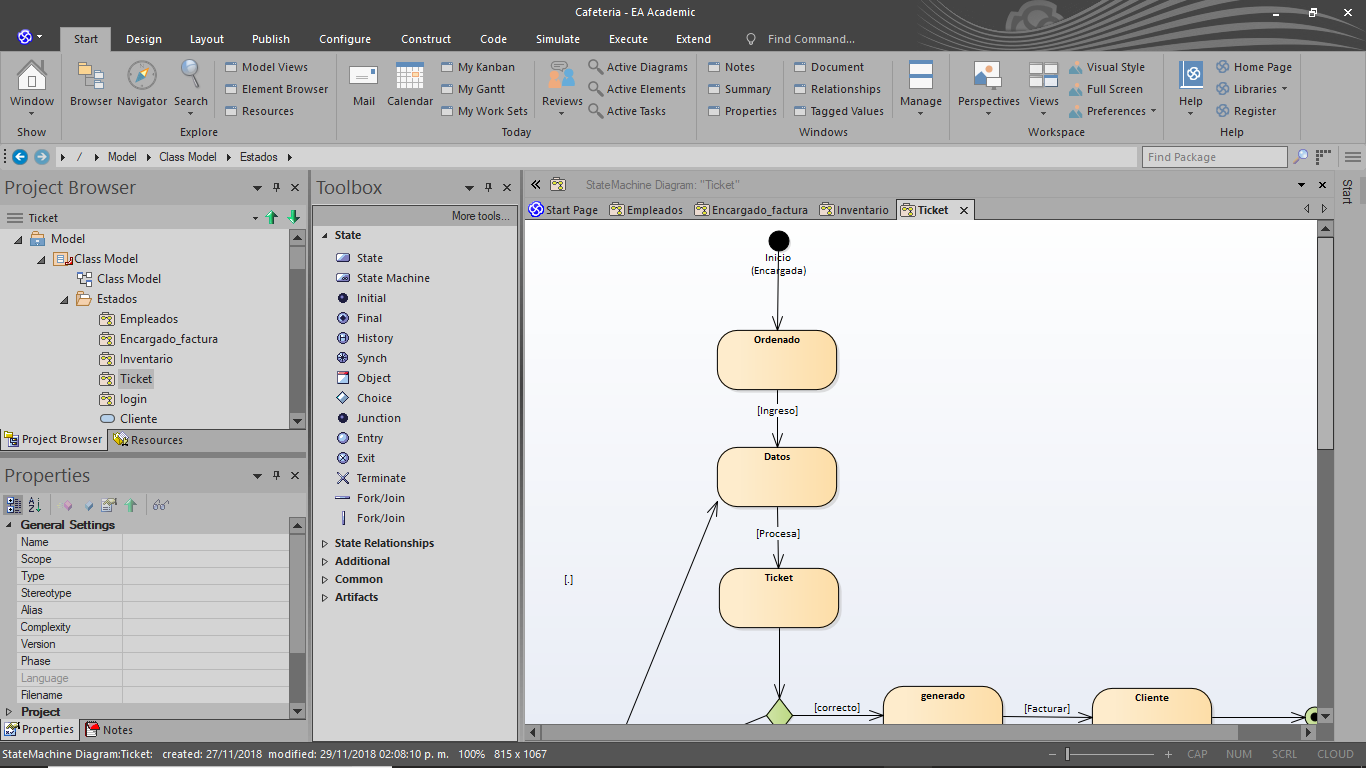 Cafeteria - EA Academic
Start Design Layout Publish Configure Construct Code Simulate Execute Extend Find Command...
Window Browser Navigator Search Model Views Element Browser Resources Mail Calendar My Kanban My Gantt My Work Sets Reviews Active Diagrams Active Elements Active Tasks Notes Summary Properties Document Relationships Tagged Values Manage Perspectives Views Visual Style Full Screen Preferences Help Home Page Libraries Register
Show Explore Today Windows Workspace Help
/ Model Class Model Estados Find Package
Project Browser
Ticket
Model
Class Model
Class Model
Estados
Empleados
Encargado_factura
Inventario
Ticket
login
Cliente
Project Browser Resources
Properties
General Settings
Name
Scope
Type
Stereotype
Alias
Complexity
Version
Phase
Language
Filename
Project
Properties Notes
Toolbox
More tools...
State
State
State Machine
Initial
Final
History
Synch
Object
Choice
Junction
Entry
Exit
Terminate
Fork/Join
Fork/Join
State Relationships
Additional
Common
Artifacts
StateMachine Diagram: "Ticket"
Start Page Empleados Encargado_factura Inventario Ticket
Start
Inicio
(Encargada)
Ordenado
[Ingreso]
Datos
[Procesa]
[.]
Ticket
[correcto]
generado
[Facturar]
Cliente
StateMachine Diagram:Ticket: created: 27/11/2018 modified: 29/11/2018 02:08:10 p. m. 100% 815 x 1067 CAP NUM SCRL CLOUD